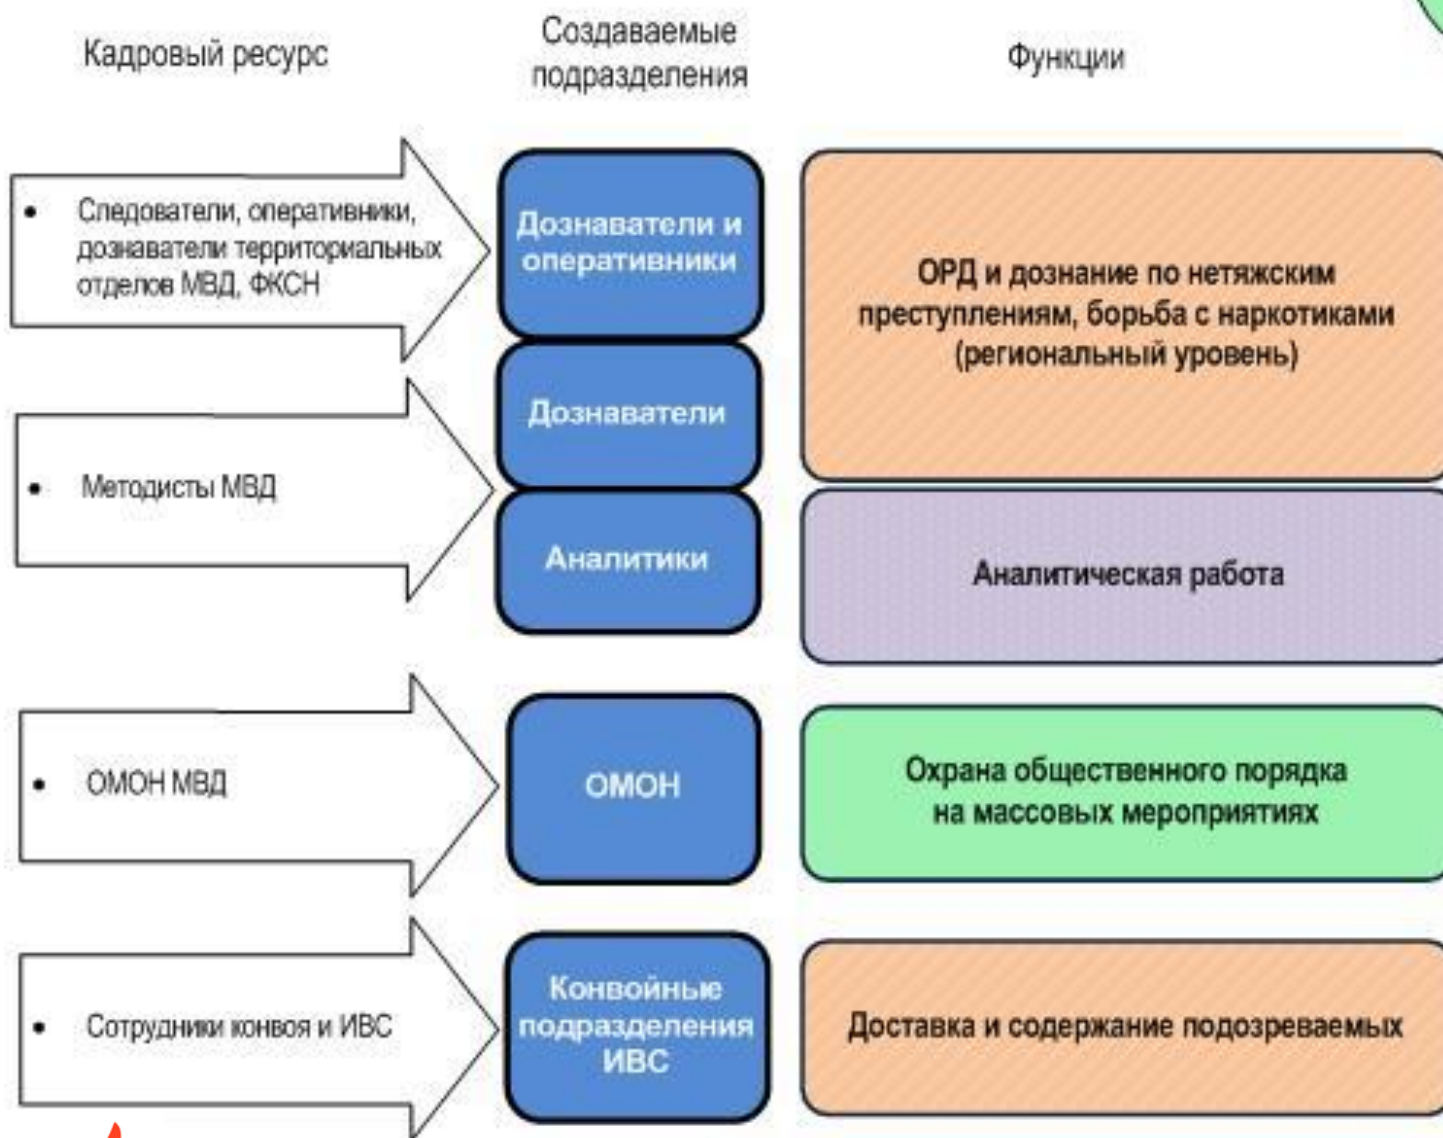 Кадровый ресурс
Создаваемые
подразделения
Функции
• Следователи, оперативники,
дознаватели территориальных
отделов МВД, ФКСН
Дознаватели и
оперативники
ОРД и дознание по нетяжским
преступлениям, борьба с наркотиками
(региональный уровень)
• Методисты МВД
Дознаватели
Аналитики
Аналитическая работа
• ОМОН МВД
ОМОН
Охрана общественного порядка
на массовых мероприятиях
• Сотрудники конвоя и ИВС
Конвойные
подразделения
ИВС
Доставка и содержание подозреваемых